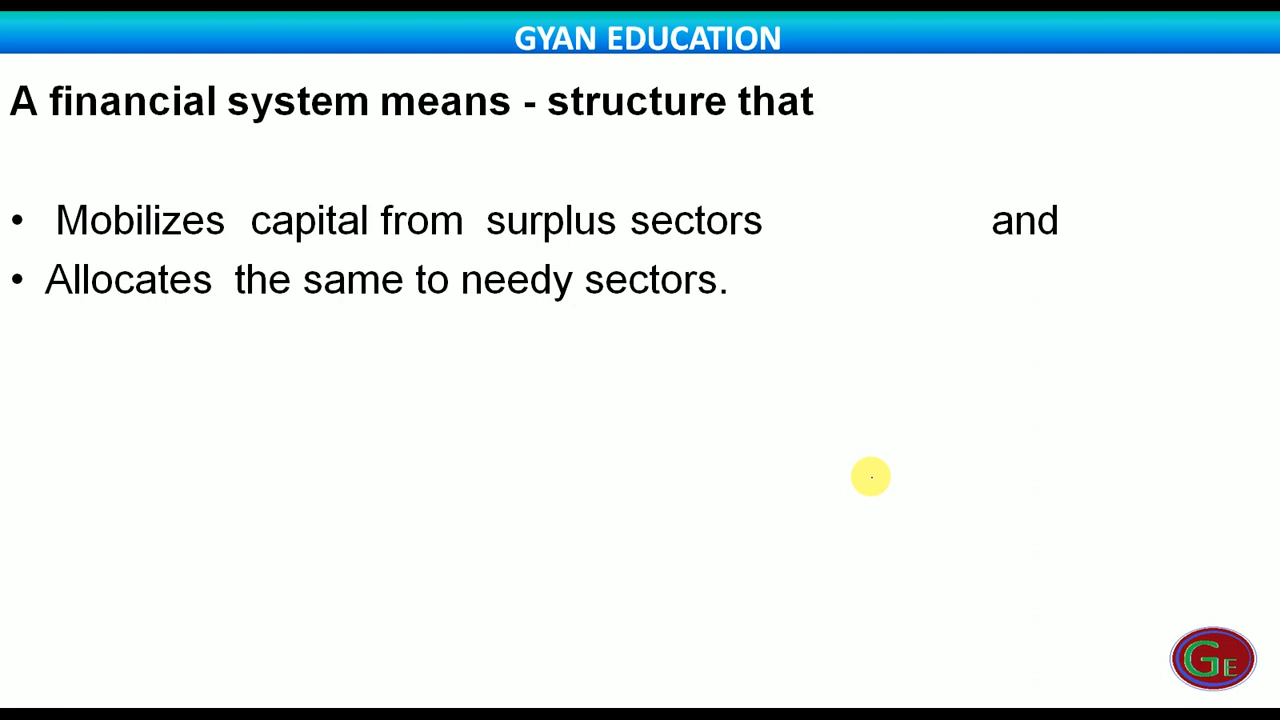 GYAN EDUCATION
A financial system means - structure that
• Mobilizes capital from surplus sectors and
• Allocates the same to needy sectors.
GE